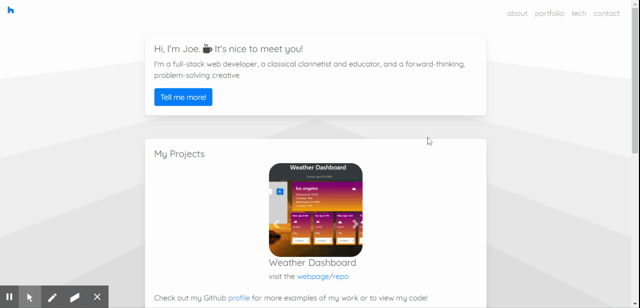 about portfolio tech contact
Hi, I'm Joe. It's nice to meet you!
I'm a full-stack web developer, a classical clarinetist and educator, and a forward-thinking,
problem-solving creative.
Tell me more!
My Projects
Weather Dashboard
los angeles
Weather Dashboard
visit the webpage/repo
Check out my Github profile for more examples of my work or to view my code!